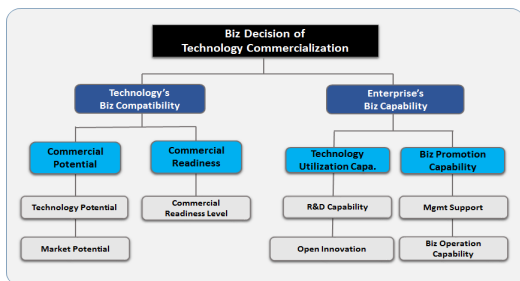 Biz Decision of
Technology Commercialization
Technology's
Biz Compatibility
Enterprise's
Biz Capability
Commercial
Potential
Commercial
Readiness
Technology
Utilization Capa.
Biz Promotion
Capability
Technology Potential
Commercial
Readiness Level
R&D Capability
Mgmt Support
Market Potential
Open Innovation
Biz Operation
Capability